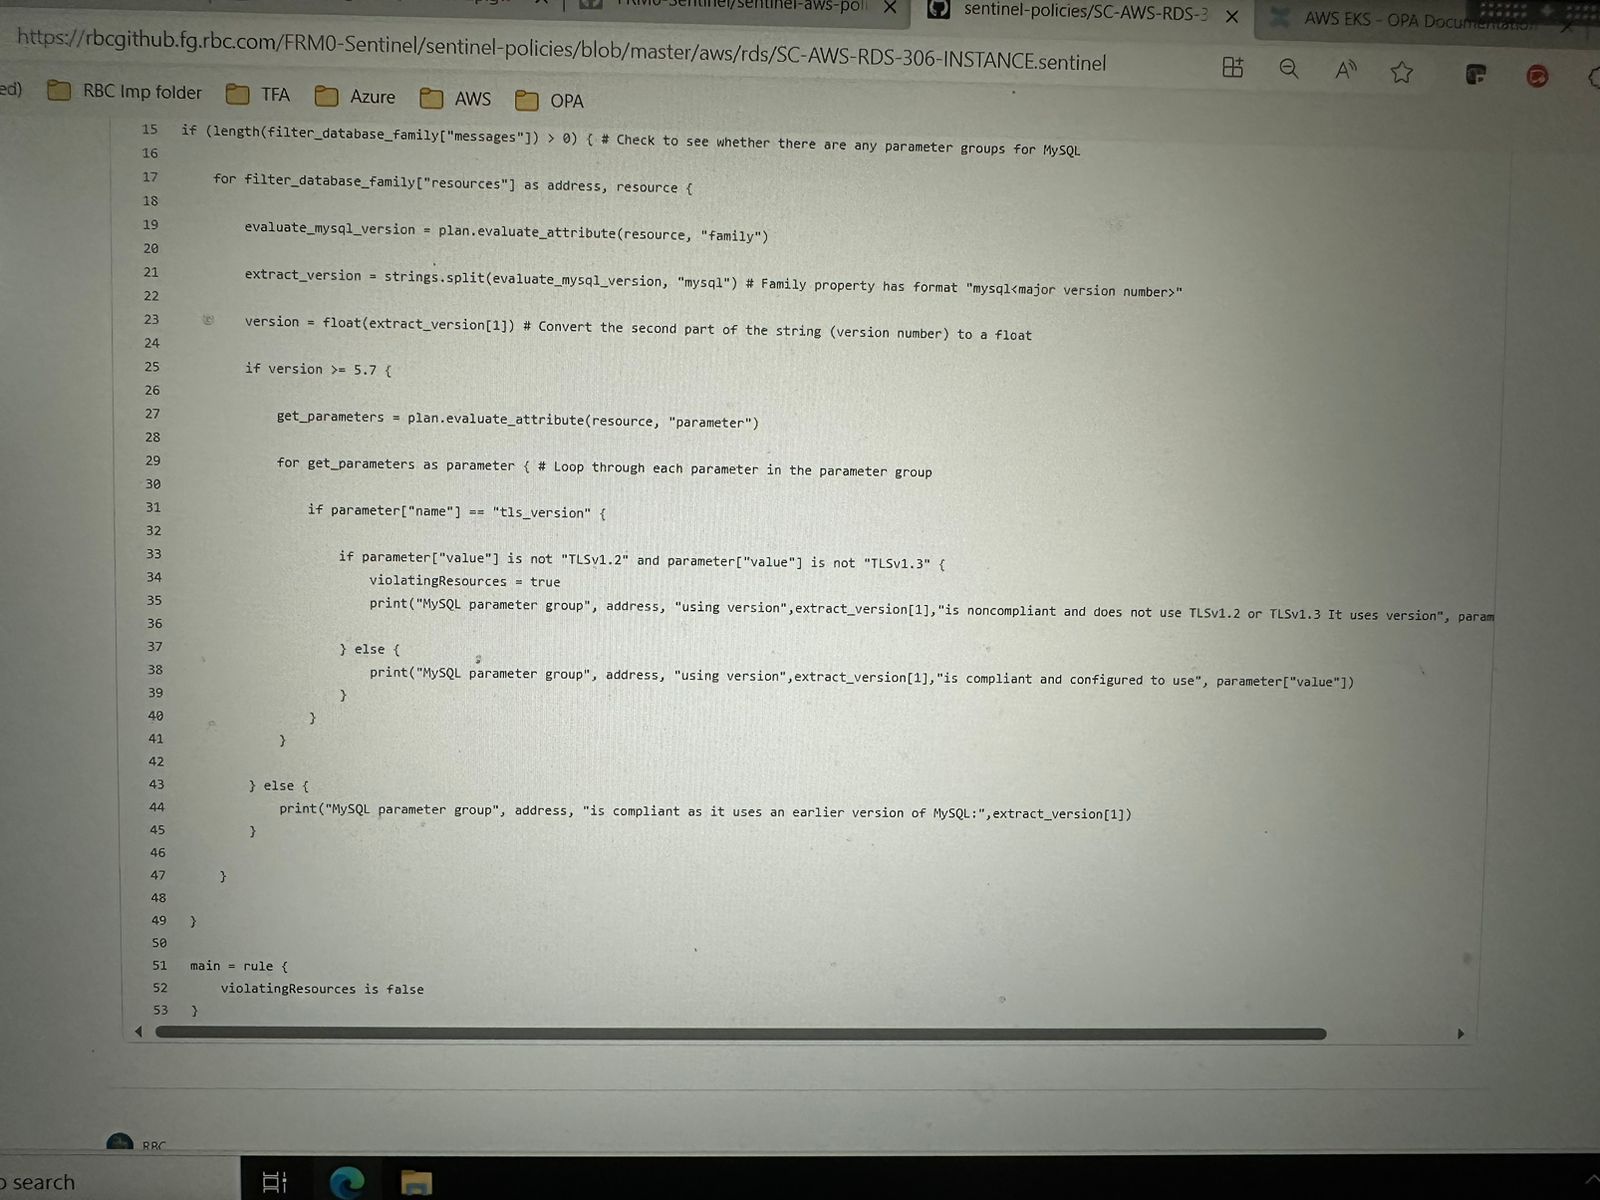 sentinel-policies/SC-AWS-RDS-3
AWS EKS - OPA Documentation
https://rbcgithub.fg.rbc.com/FRM0-Sentinel/sentinel-policies/blob/master/aws/rds/SC-AWS-RDS-306-INSTANCE.sentinel
ed) RBC Imp folder TFA Azure AWS OPA
15 if (length(filter_database_family["messages"]) > 0) { # Check to see whether there are any parameter groups for MySQL
16
17 for filter_database_family["resources"] as address, resource {
18
19 evaluate_mysql_version = plan.evaluate_attribute(resource, "family")
20
21 extract_version = strings.split(evaluate_mysql_version, "mysql") # Family property has format "mysql<major version number>"
22
23 version = float(extract_version[1]) # Convert the second part of the string (version number) to a float
24
25 if version >= 5.7 {
26
27 get_parameters = plan.evaluate_attribute(resource, "parameter")
28
29 for get_parameters as parameter { # Loop through each parameter in the parameter group
30
31 if parameter["name"] == "tls_version" {
32
33 if parameter["value"] is not "TLSv1.2" and parameter["value"] is not "TLSv1.3" {
34 violatingResources = true
35 print("MySQL parameter group", address, "using version",extract_version[1],"is noncompliant and does not use TLSv1.2 or TLSv1.3 It uses version", param
36
37 } else {
38 print("MySQL parameter group", address, "using version",extract_version[1],"is compliant and configured to use", parameter["value"])
39 }
40 }
41 }
42
43 } else {
44 print("MySQL parameter group", address, "is compliant as it uses an earlier version of MySQL:",extract_version[1])
45 }
46
47 }
48
49 }
50
51 main = rule {
52 violatingResources is false
53 }
RBC
search